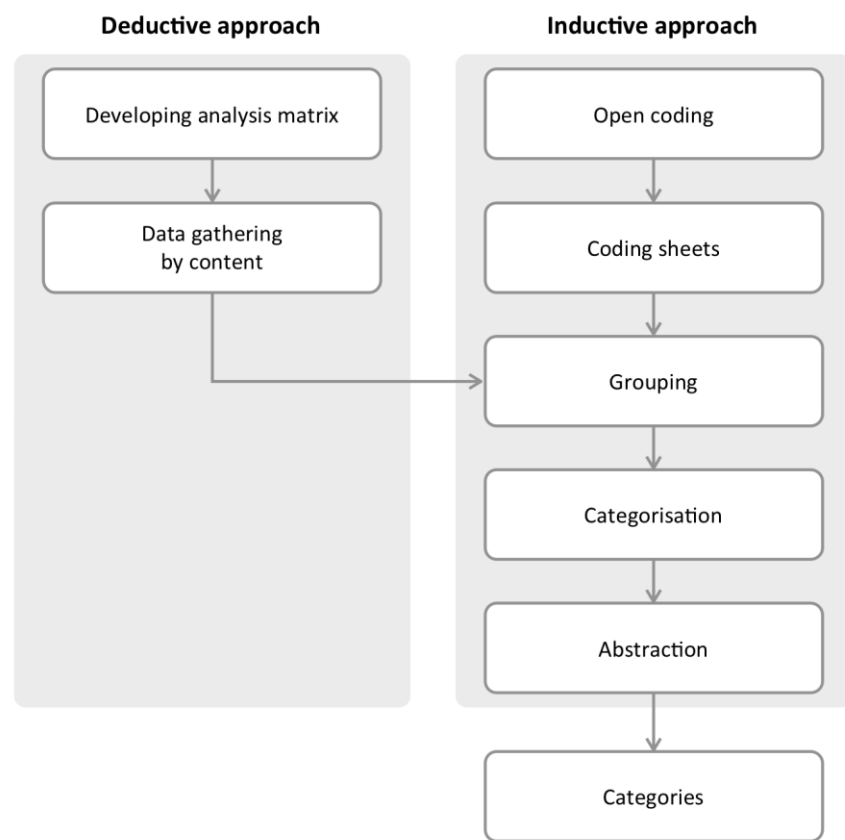 Deductive approach
Developing analysis matrix
Data gathering
by content
Inductive approach
Open coding
Coding sheets
Grouping
Categorisation
Abstraction
Categories